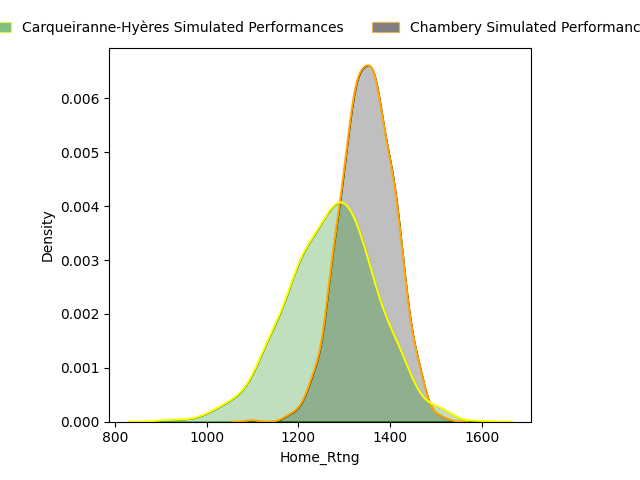 Carqueiranne-Hyères Simulated Performances
Chambery Simulated Performanc
0.006
0.005
0.004
0.003
0.002
0.001
0.000
Density
800 1000 1200 1400 1600
Home_Rtng